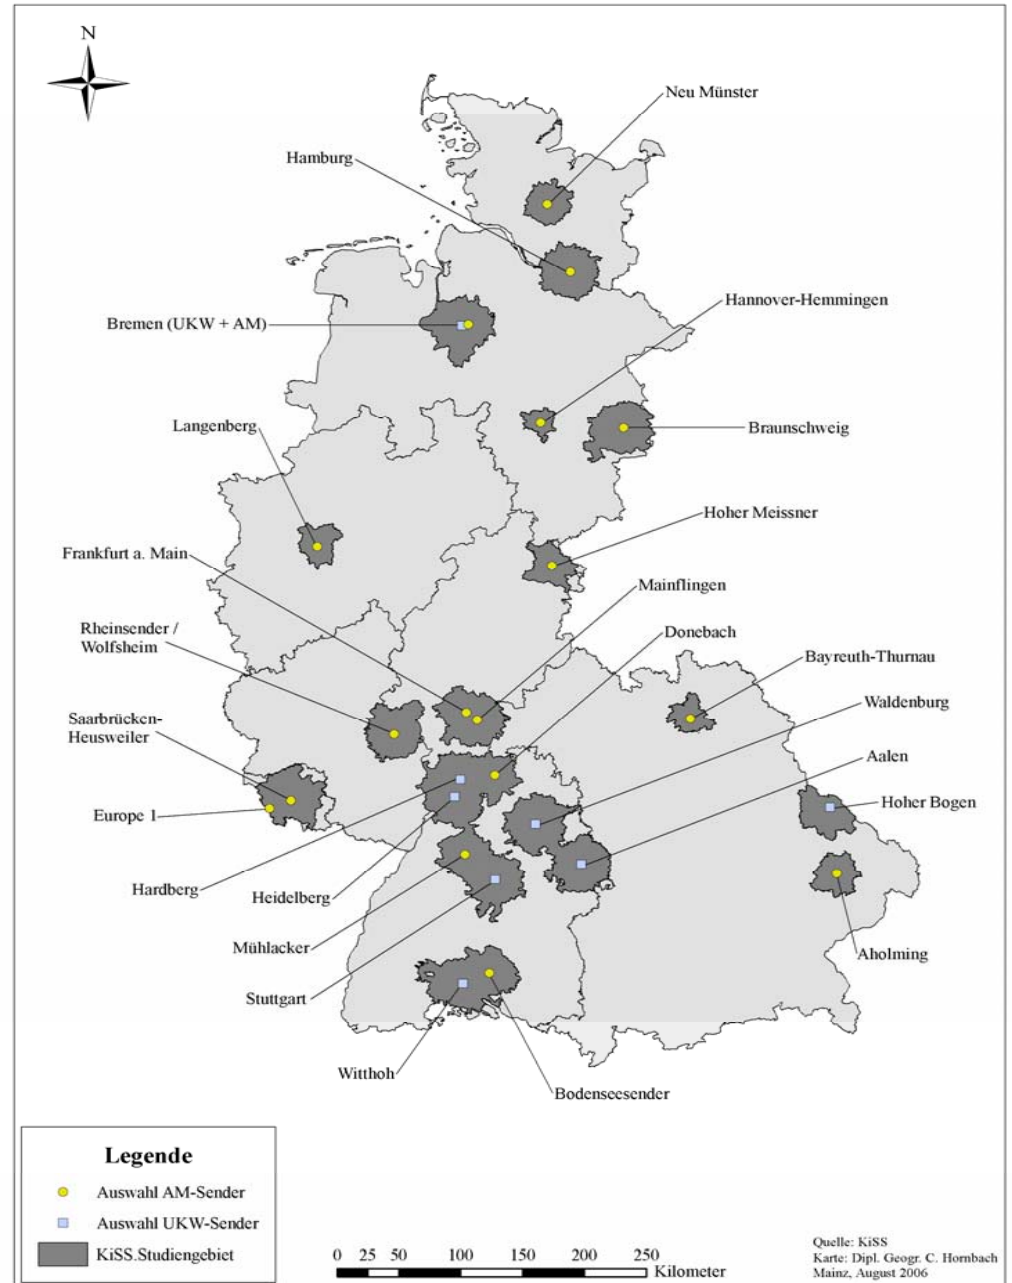 N
Neu Münster
Hamburg
Hannover-Hemmingen
Bremen (UKW + AM)
Langenberg
Braunschweig
Hoher Meissner
Frankfurt a. Main
Mainflingen
Rheinsender /
Wolfsheim
Donebach
Bayreuth-Thurnau
Waldenburg
Saarbrücken-
Heusweiler
Aalen
Hoher Bogen
Europe 1
Hardberg
Heidelberg
Mühlacker
Aholming
Stuttgart
Witthoh
Bodenseesender
Legende
Auswahl AM-Sender
Auswahl UKW-Sender
KiSS.Studiengebiet
0 25 50 100 150 200 250
Kilometer
Quelle: KiSS
Karte: Dipl. Geogr. C. Hornbach
Mainz, August 2006